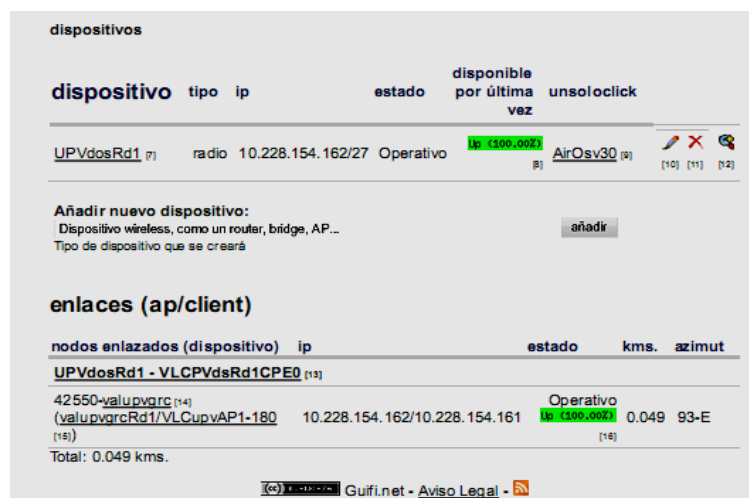 dispositivos
dispositivo tipo ip estado disponible por última vez unsoloclick
UPVdosRd1 [7] radio 10.228.154.162/27 Operativo Up (100.00%) [8] AirOsv30 [9] [10] [11] [12]
Añadir nuevo dispositivo:
Dispositivo wireless, como un router, bridge, AP...
añadir
Tipo de dispositivo que se creará
enlaces (ap/client)
nodos enlazados (dispositivo) ip estado kms. azimut
UPVdosRd1 - VLCPVdsRd1CPE0 [13]
42550-valupvgrc [14]
(valupvgrcRd1/VLCupvAP1-180 [15]) 10.228.154.162/10.228.154.161 Operativo Up (100.00%) [16] 0.049 93-E
Total: 0.049 kms.
(cc) Guifi.net - Aviso Legal -